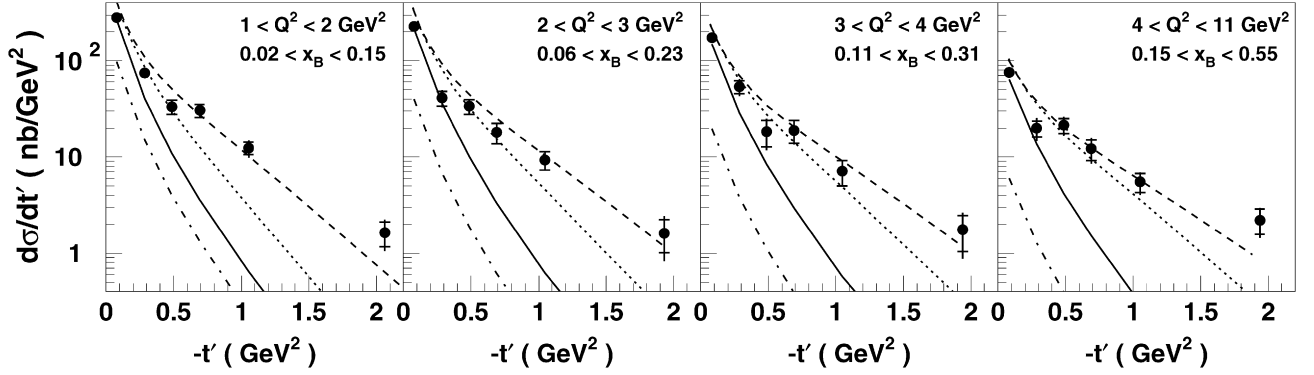 dσ/dt′ ( nb/GeV²)
10²
10
1
1 < Q² < 2 GeV²
0.02 < x_B < 0.15
2 < Q² < 3 GeV²
0.06 < x_B < 0.23
3 < Q² < 4 GeV²
0.11 < x_B < 0.31
4 < Q² < 11 GeV²
0.15 < x_B < 0.55
0 0.5 1 1.5 2 0 0.5 1 1.5 2 0 0.5 1 1.5 2 0 0.5 1 1.5 2
-t′ ( GeV²) -t′ ( GeV²) -t′ ( GeV²) -t′ ( GeV²)